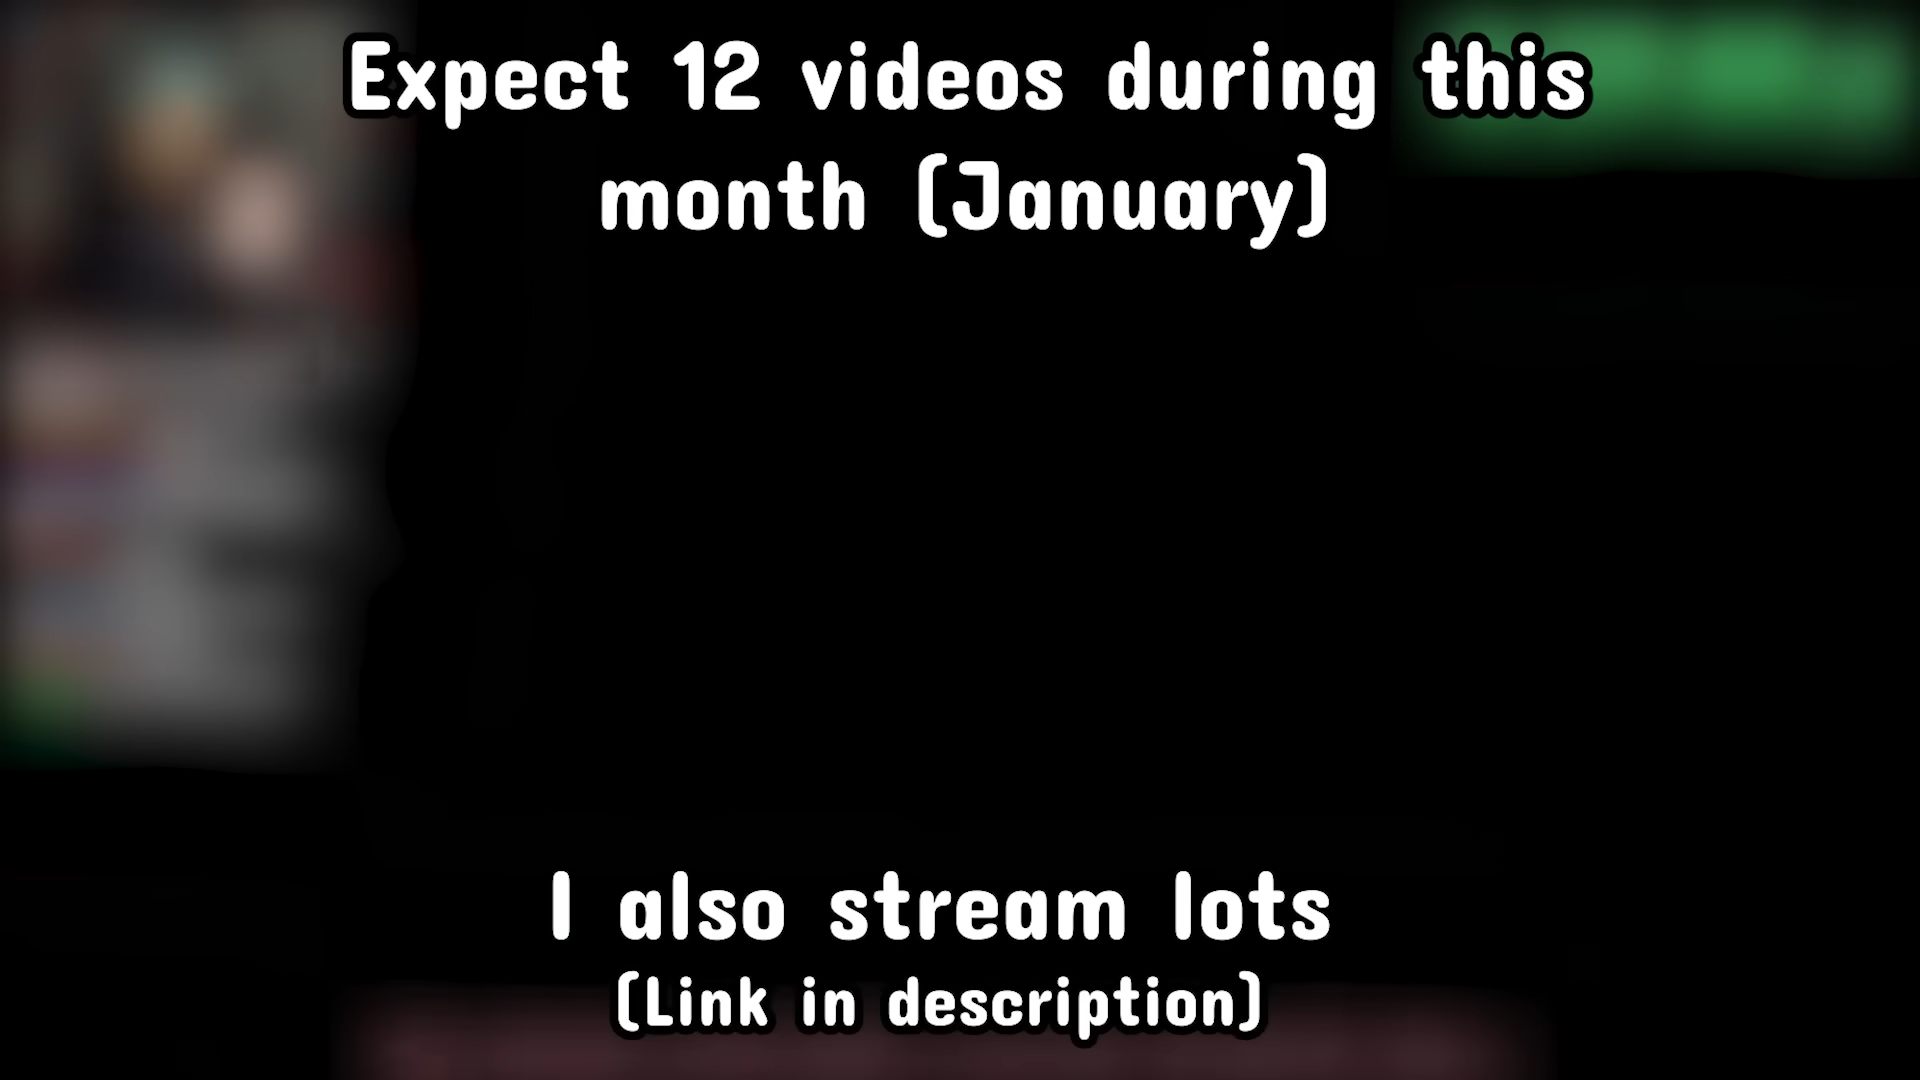 Expect 12 videos during this
month (January)
I also stream lots
(Link in description)